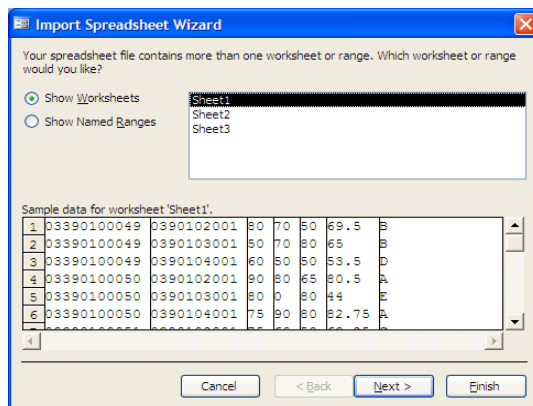 Import Spreadsheet Wizard
Your spreadsheet file contains more than one worksheet or range. Which worksheet or range
would you like?
Show Worksheets
Show Named Ranges
Sheet1
Sheet2
Sheet3
Sample data for worksheet 'Sheet1'.
1 03390100049 0390102001 80 70 50 69.5 B
2 03390100049 0390103001 50 70 80 65 B
3 03390100049 0390104001 60 50 50 53.5 D
4 03390100050 0390102001 90 80 65 80.5 A
5 03390100050 0390103001 80 0 80 44 E
6 03390100050 0390104001 75 90 80 82.75 A
Cancel < Back Next > Finish